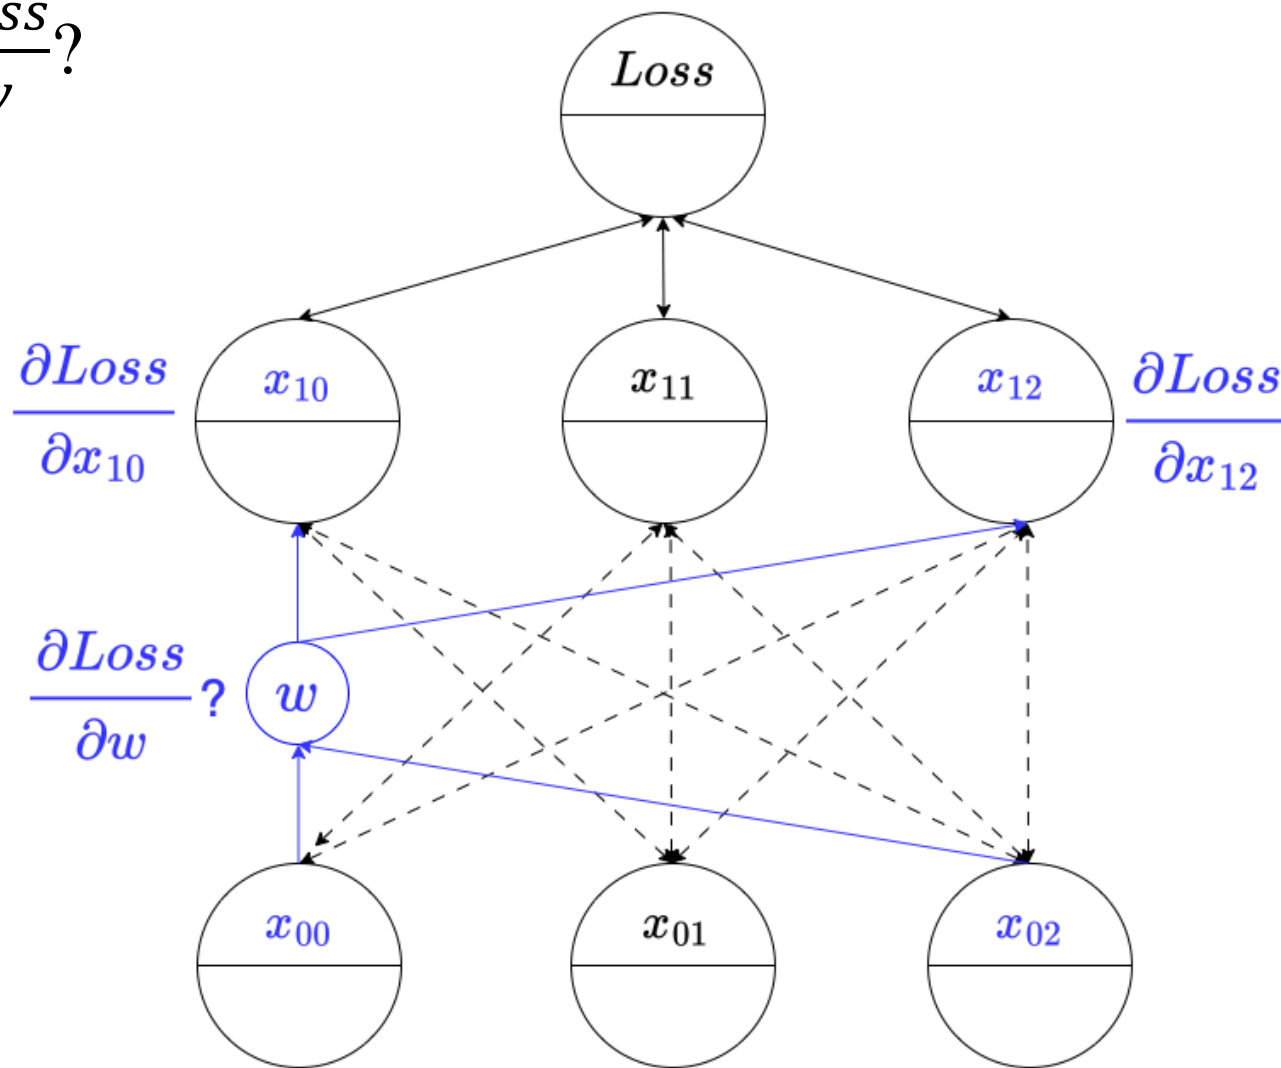 ss
?
Loss
∂Loss
∂x₁₀
x₁₀
x₁₁
x₁₂
∂Loss
∂x₁₂
∂Loss
∂w
?
w
x₀₀
x₀₁
x₀₂